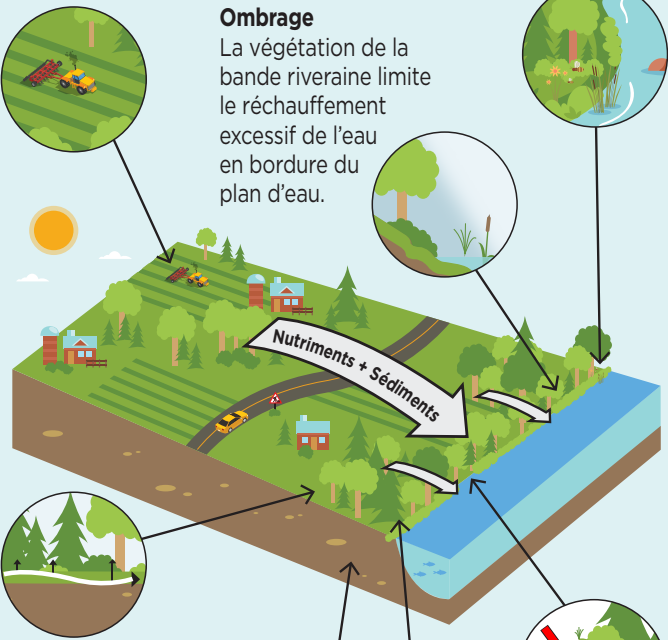 Ombrage
La végétation de la
bande riveraine limite
le réchauffement
excessif de l'eau
en bordure du
plan d'eau.
Nutriments + Sédiments